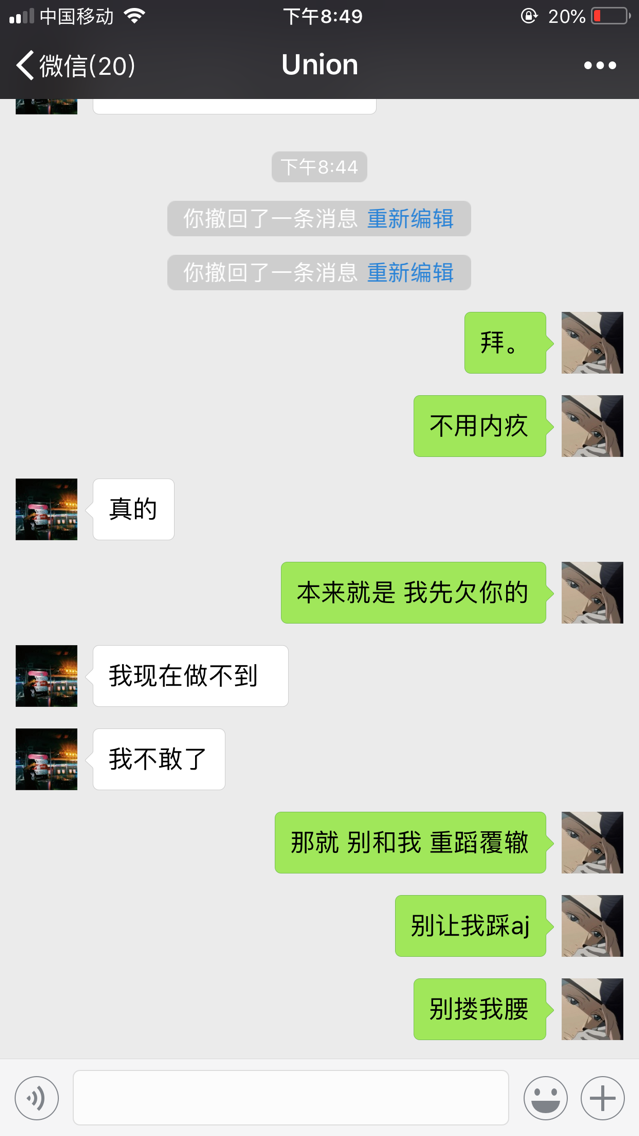 中国移动 下午8:49 20%
微信(20) Union
下午8:44
你撤回了一条消息 重新编辑
你撤回了一条消息 重新编辑
拜。
不用内疚
真的
本来就是 我先欠你的
我现在做不到
我不敢了
那就 别和我 重蹈覆辙
别让我踩aj
别搂我腰